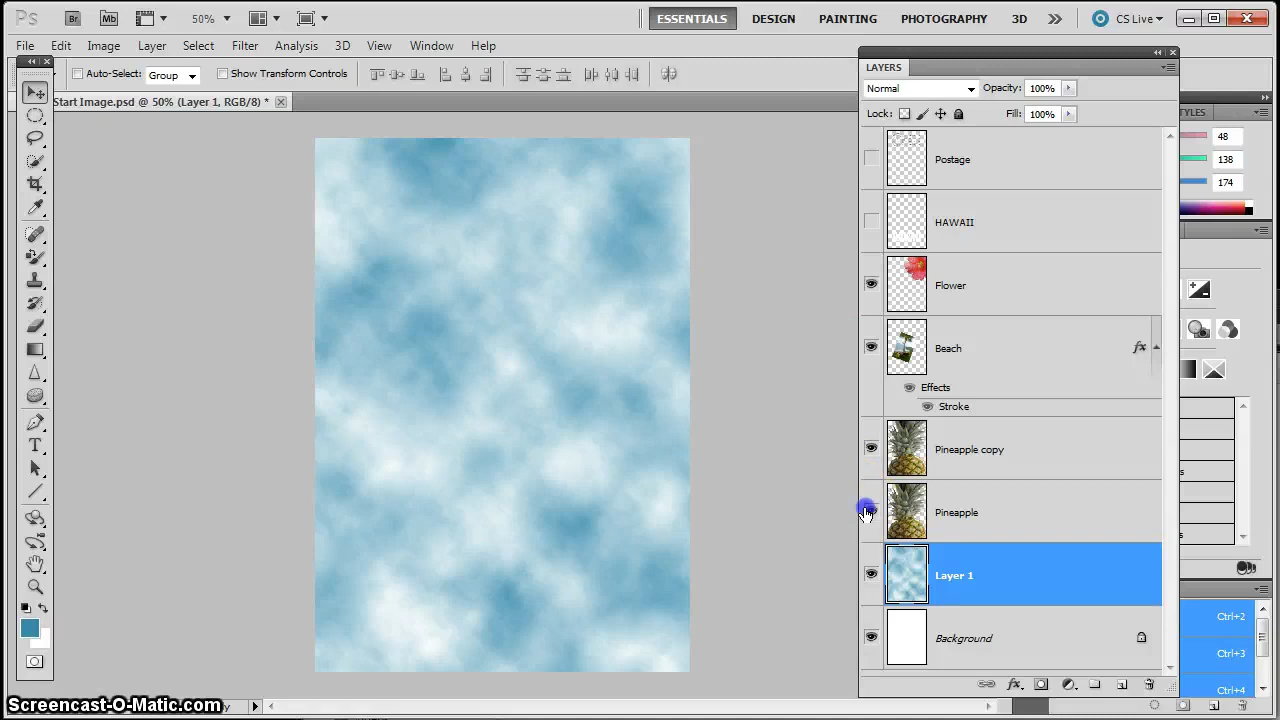 Ps Br Mb 50% ESSENTIALS DESIGN PAINTING PHOTOGRAPHY 3D CS Live
File Edit Image Layer Select Filter Analysis 3D View Window Help
Auto-Select: Group Show Transform Controls
Start Image.psd @ 50% (Layer 1, RGB/8) *
LAYERS
Normal Opacity: 100%
Lock: Fill: 100%
Postage
HAWAII
Flower
Beach fx
Effects
Stroke
Pineapple copy
Pineapple
Layer 1
Background
fx
TYLES
48
138
174
Ctrl+2
Ctrl+3
Ctrl+4
T
Screencast-O-Matic.com